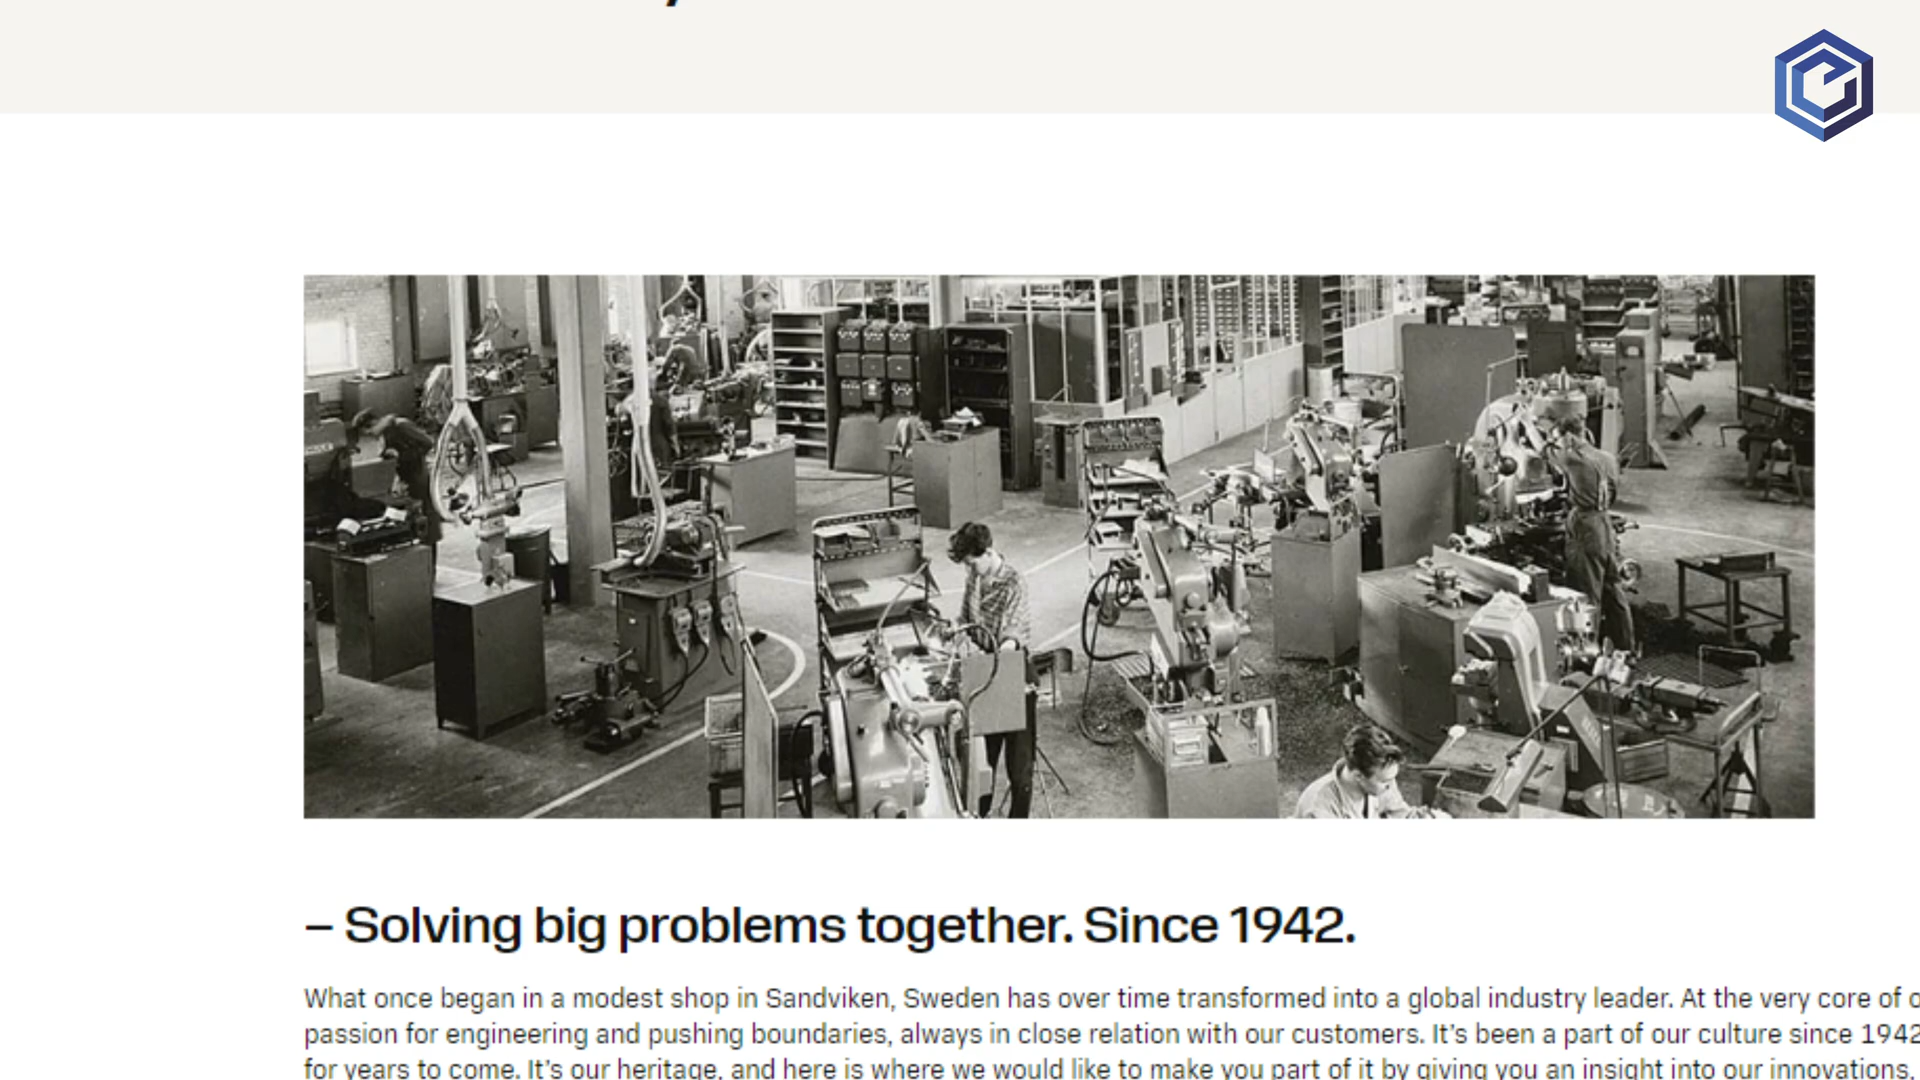 – Solving big problems together. Since 1942.
What once began in a modest shop in Sandviken, Sweden has over time transformed into a global industry leader. At the very core of
passion for engineering and pushing boundaries, always in close relation with our customers. It’s been a part of our culture since 1942
for years to come. It’s our heritage, and here is where we would like to make you part of it by giving you an insight into our innovations,